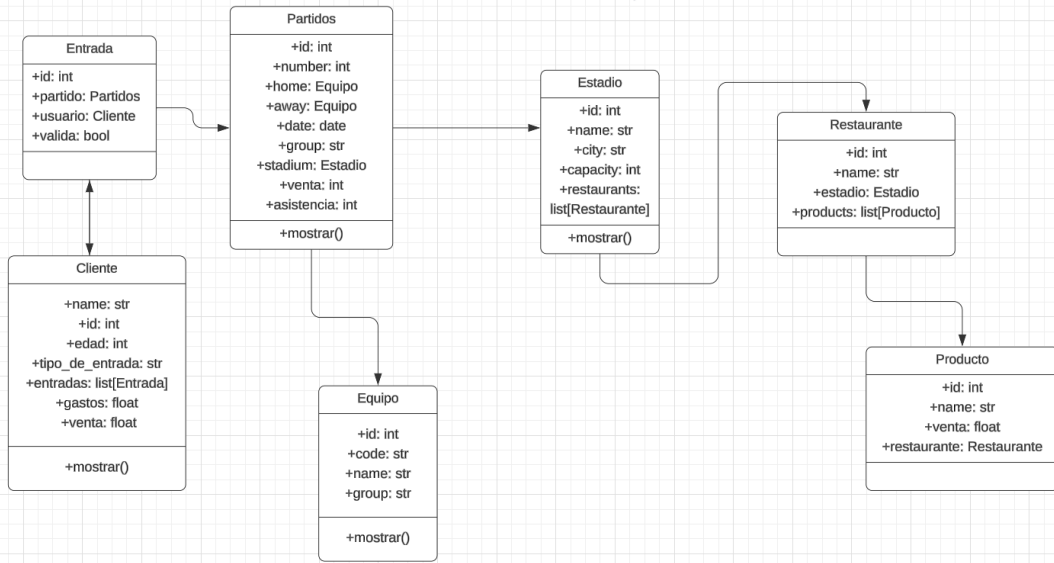 Entrada
+id: int
+partido: Partidos
+usuario: Cliente
+valida: bool
Partidos
+id: int
+number: int
+home: Equipo
+away: Equipo
+date: date
+group: str
+stadium: Estadio
+venta: int
+asistencia: int
+mostrar()
Estadio
+id: int
+name: str
+city: str
+capacity: int
+restaurants:
list[Restaurante]
+mostrar()
Restaurante
+id: int
+name: str
+estadio: Estadio
+products: list[Producto]
Cliente
+name: str
+id: int
+edad: int
+tipo_de_entrada: str
+entradas: list[Entrada]
+gastos: float
+venta: float
+mostrar()
Equipo
+id: int
+code: str
+name: str
+group: str
+mostrar()
Producto
+id: int
+name: str
+venta: float
+restaurante: Restaurante